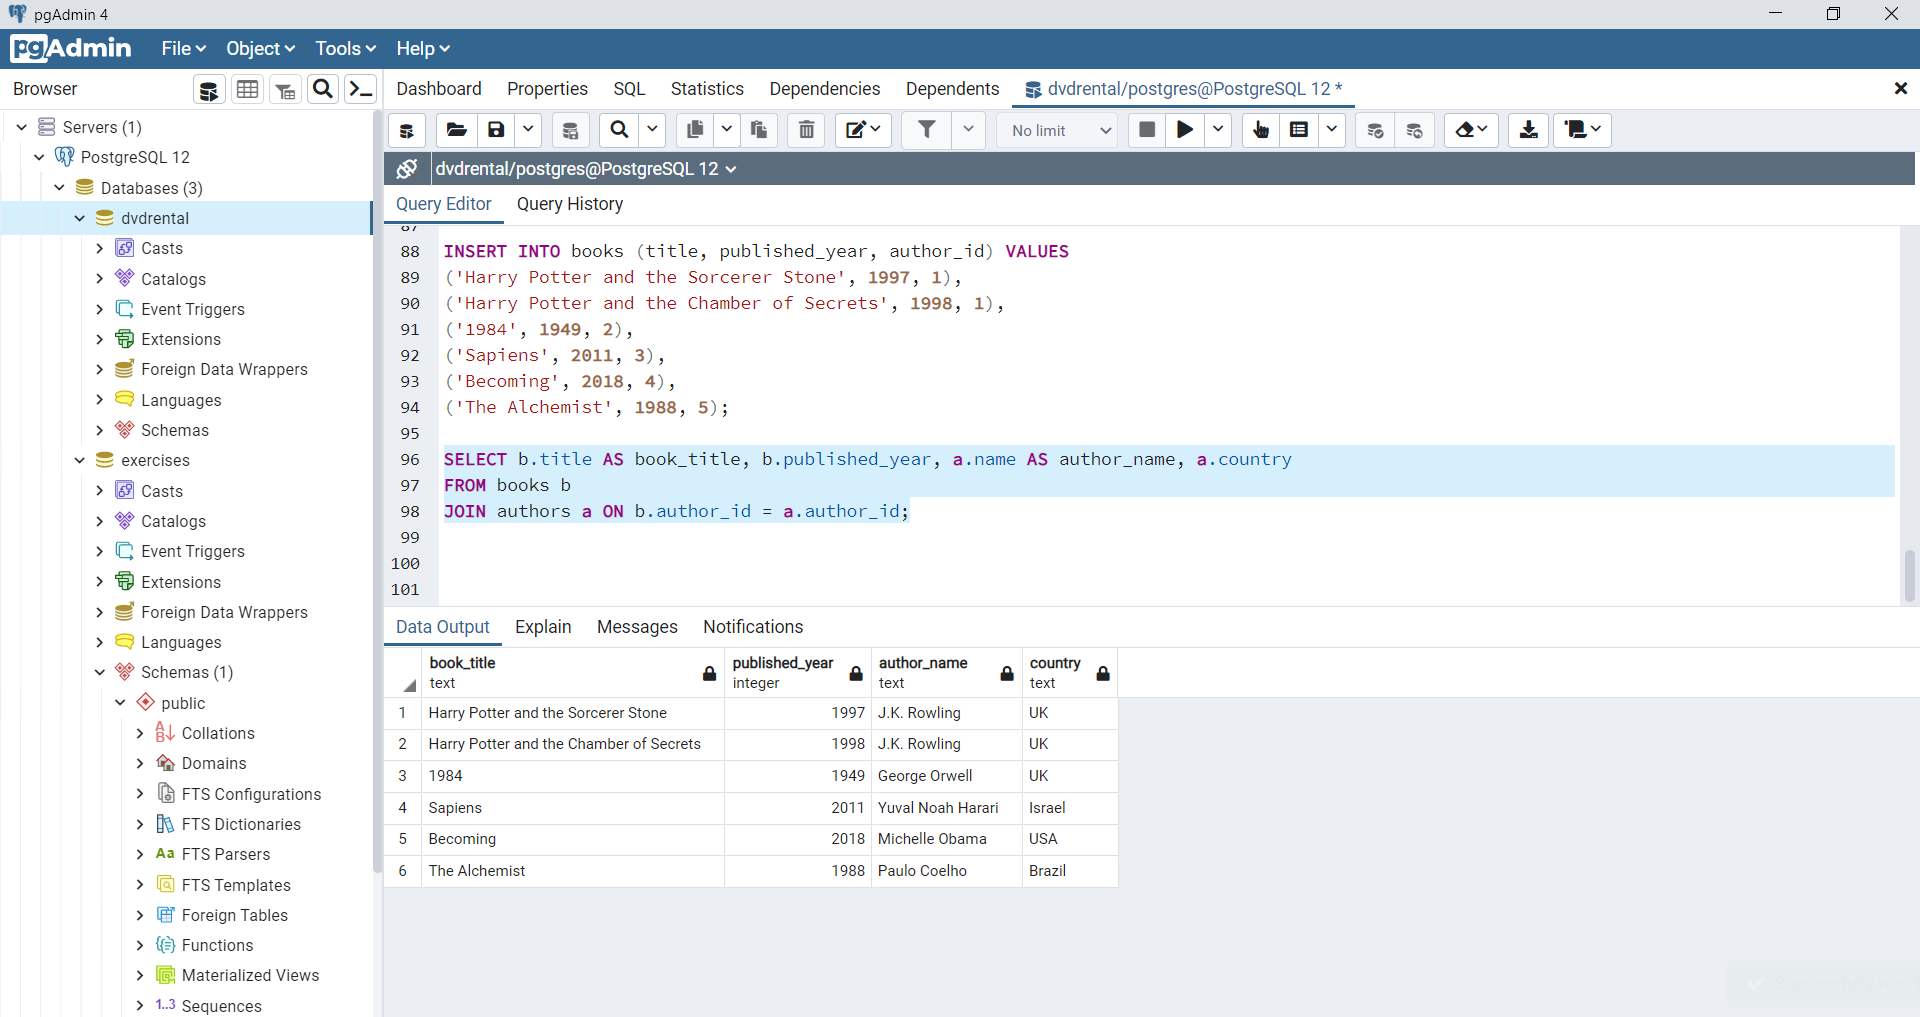 pgAdmin 4
pgAdmin File Object Tools Help
Browser
Dashboard Properties SQL Statistics Dependencies Dependents dvdrental/postgres@PostgreSQL 12 *
No limit
dvdrental/postgres@PostgreSQL 12
Query Editor Query History
Servers (1)
PostgreSQL 12
Databases (3)
dvdrental
Casts
Catalogs
Event Triggers
Extensions
Foreign Data Wrappers
Languages
Schemas
exercises
Casts
Catalogs
Event Triggers
Extensions
Foreign Data Wrappers
Languages
Schemas (1)
public
Collations
Domains
FTS Configurations
FTS Dictionaries
Aa FTS Parsers
FTS Templates
Foreign Tables
Functions
Materialized Views
1..3 Sequences
87
88 INSERT INTO books (title, published_year, author_id) VALUES
89 ('Harry Potter and the Sorcerer Stone', 1997, 1),
90 ('Harry Potter and the Chamber of Secrets', 1998, 1),
91 ('1984', 1949, 2),
92 ('Sapiens', 2011, 3),
93 ('Becoming', 2018, 4),
94 ('The Alchemist', 1988, 5);
95
96 SELECT b.title AS book_title, b.published_year, a.name AS author_name, a.country
97 FROM books b
98 JOIN authors a ON b.author_id = a.author_id;
99
100
101
Data Output Explain Messages Notifications
book_title published_year author_name country
text integer text text
1 Harry Potter and the Sorcerer Stone 1997 J.K. Rowling UK
2 Harry Potter and the Chamber of Secrets 1998 J.K. Rowling UK
3 1984 1949 George Orwell UK
4 Sapiens 2011 Yuval Noah Harari Israel
5 Becoming 2018 Michelle Obama USA
6 The Alchemist 1988 Paulo Coelho Brazil